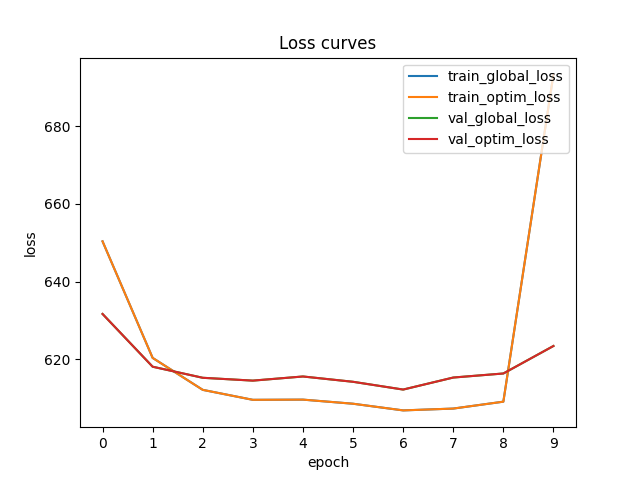 Loss curves
train_global_loss
train_optim_loss
val_global_loss
val_optim_loss
680
660
640
620
loss
0 1 2 3 4 5 6 7 8 9
epoch